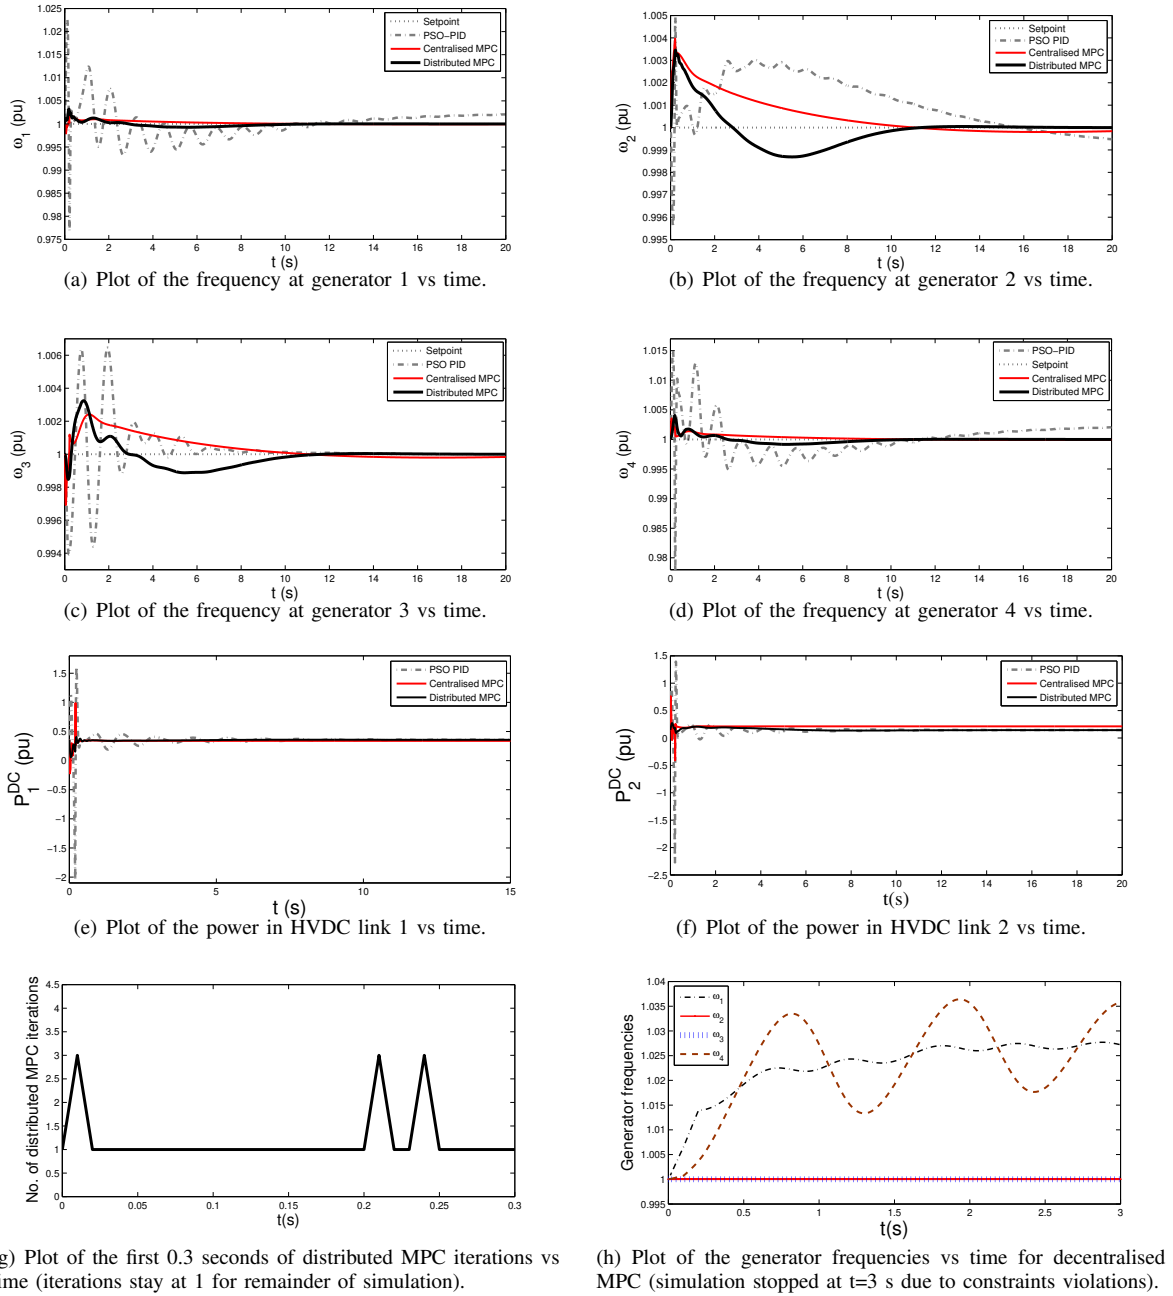 1.025
1.02
1.015
1.01
1.005
1
0.995
0.99
0.985
0.98
0.975
ω1 (pu)
0 2 4 6 8 10 12 14 16 18 20
t (s)
Setpoint
PSO-PID
Centralised MPC
Distributed MPC
(a) Plot of the frequency at generator 1 vs time.
1.005
1.004
1.003
1.002
1.001
1
0.999
0.998
0.997
0.996
0.995
ω2 (pu)
0 2 4 6 8 10 12 14 16 18 20
t (s)
Setpoint
PSO PID
Centralised MPC
Distributed MPC
(b) Plot of the frequency at generator 2 vs time.
1.006
1.004
1.002
1
0.998
0.996
0.994
ω3 (pu)
0 2 4 6 8 10 12 14 16 18 20
t (s)
Setpoint
PSO PID
Centralised MPC
Distributed MPC
(c) Plot of the frequency at generator 3 vs time.
1.015
1.01
1.005
1
0.995
0.99
0.985
0.98
ω4 (pu)
0 2 4 6 8 10 12 14 16 18 20
t (s)
PSO-PID
Setpoint
Centralised MPC
Distributed MPC
(d) Plot of the frequency at generator 4 vs time.
1.5
1
0.5
0
-0.5
-1
-1.5
-2
P1DC (pu)
0 5 10 15
t (s)
PSO PID
Centralised MPC
Distributed MPC
(e) Plot of the power in HVDC link 1 vs time.
1.5
1
0.5
0
-0.5
-1
-1.5
-2
-2.5
P2DC (pu)
0 2 4 6 8 10 12 14 16 18 20
t(s)
PSO PID
Centralised MPC
Distributed MPC
(f) Plot of the power in HVDC link 2 vs time.
4.5
4
3.5
3
2.5
2
1.5
1
0.5
0
No. of distributed MPC iterations
0 0.05 0.1 0.15 0.2 0.25 0.3
t(s)
g) Plot of the first 0.3 seconds of distributed MPC iterations vs
ime (iterations stay at 1 for remainder of simulation).
1.04
1.035
1.03
1.025
1.02
1.015
1.01
1.005
1
0.995
Generator frequencies
0 0.5 1 1.5 2 2.5 3
t(s)
ω1
ω2
ω3
ω4
(h) Plot of the generator frequencies vs time for decentralised
MPC (simulation stopped at t=3 s due to constraints violations).